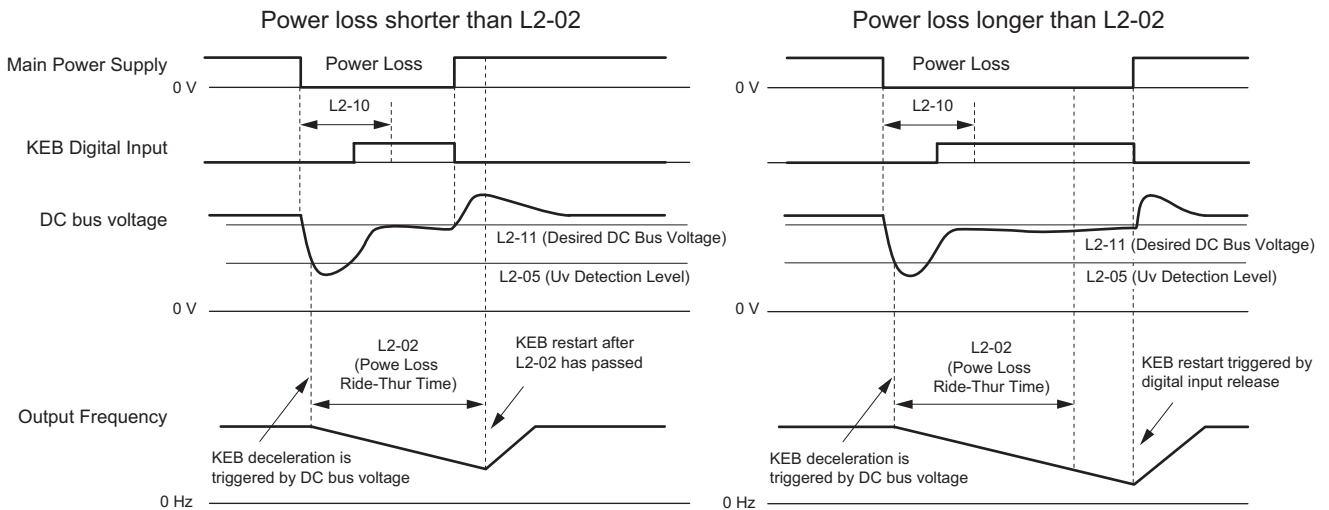 Power loss shorter than L2-02
Main Power Supply
Power Loss
0 V
L2-10
KEB Digital Input
DC bus voltage
L2-11 (Desired DC Bus Voltage)
L2-05 (Uv Detection Level)
0 V
L2-02
(Powe Loss
Ride-Thur Time)
KEB restart after
L2-02 has passed
Output Frequency
KEB deceleration is
triggered by DC bus voltage
0 Hz
Power loss longer than L2-02
Power Loss
0 V
L2-10
L2-11 (Desired DC Bus Voltage)
L2-05 (Uv Detection Level)
0 V
L2-02
(Powe Loss
Ride-Thur Time)
KEB restart triggered by
digital input release
KEB deceleration is
triggered by DC bus voltage
0 Hz